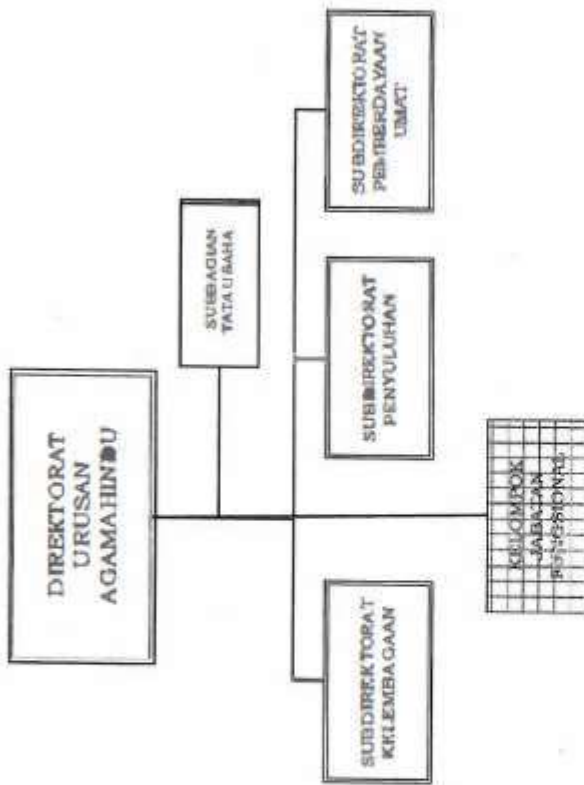 DIREKTORAT
URUSAN
AGAMA HINDU
SUBBAGIAN
TATA USAHA
SUBDIREKTORAT
KELEMBAGAAN
SUBDIREKTORAT
PENYULUHAN
SUBDIREKTORAT
PEMBERDAYAAN
UMAT
KELOMPOK
JABATAN
FUNGSIONAL